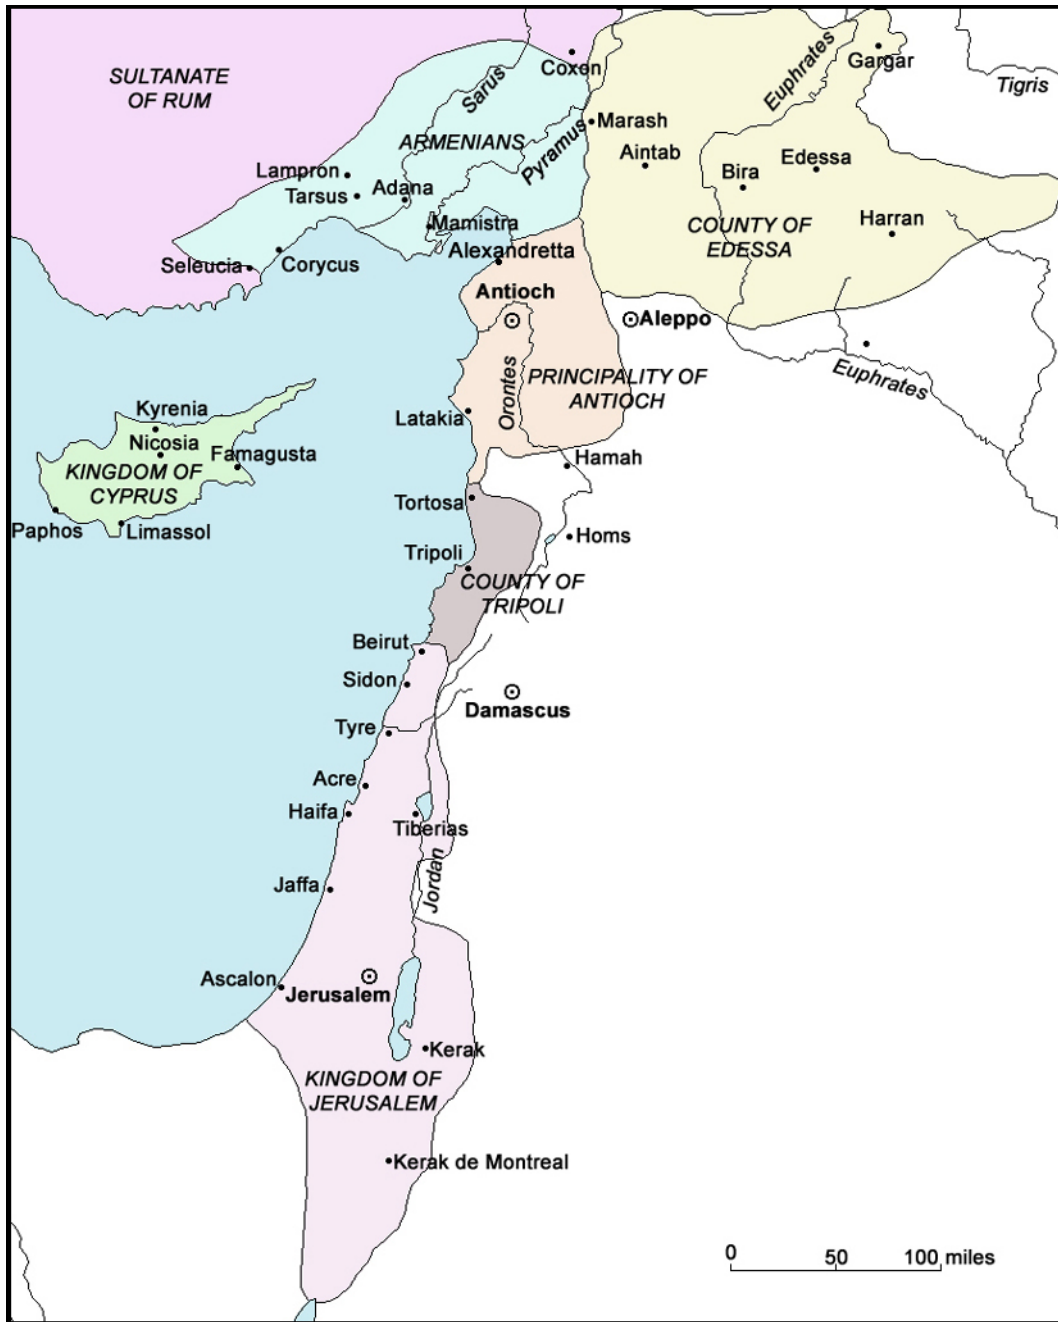 SULTANATE
OF RUM
Coxon
Euphrates
Gargar
Tigris
Sarus
ARMENIANS
Pyramus
Marash
Aintab
Bira
Edessa
Lampron
Tarsus
Adana
Mamistra
COUNTY OF
EDESSA
Harran
Alexandretta
Seleucia
Corycus
Antioch
Aleppo
Orontes
PRINCIPALITY OF
ANTIOCH
Euphrates
Latakia
Kyrenia
Nicosia
Famagusta
KINGDOM OF
CYPRUS
Paphos
Limassol
Hamah
Tortosa
Homs
Tripoli
COUNTY OF
TRIPOLI
Beirut
Sidon
Damascus
Tyre
Acre
Haifa
Tiberias
Jordan
Jaffa
Ascalon
Jerusalem
Kerak
KINGDOM OF
JERUSALEM
Kerak de Montreal
0 50 100 miles